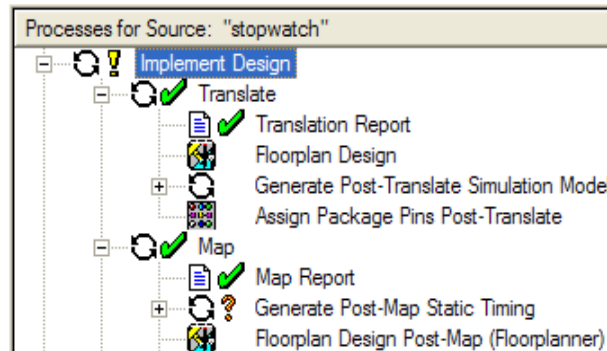 Processes for Source: "stopwatch"
Implement Design
Translate
Translation Report
Floorplan Design
Generate Post-Translate Simulation Mode
Assign Package Pins Post-Translate
Map
Map Report
Generate Post-Map Static Timing
Floorplan Design Post-Map (Floorplanner)